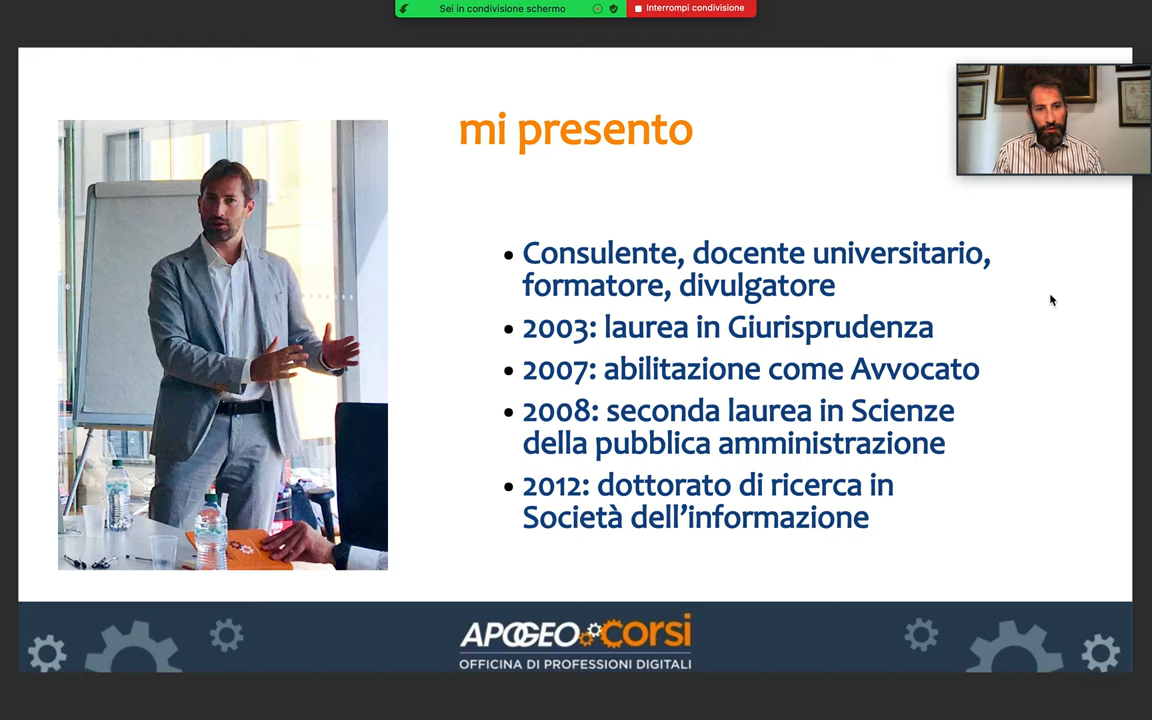 Sei in condivisione schermo
Interrompi condivisione
mi presento
• Consulente, docente universitario,
formatore, divulgatore
• 2003: laurea in Giurisprudenza
• 2007: abilitazione come Avvocato
• 2008: seconda laurea in Scienze
della pubblica amministrazione
• 2012: dottorato di ricerca in
Società dell’informazione
APOGEO corsi
OFFICINA DI PROFESSIONI DIGITALI